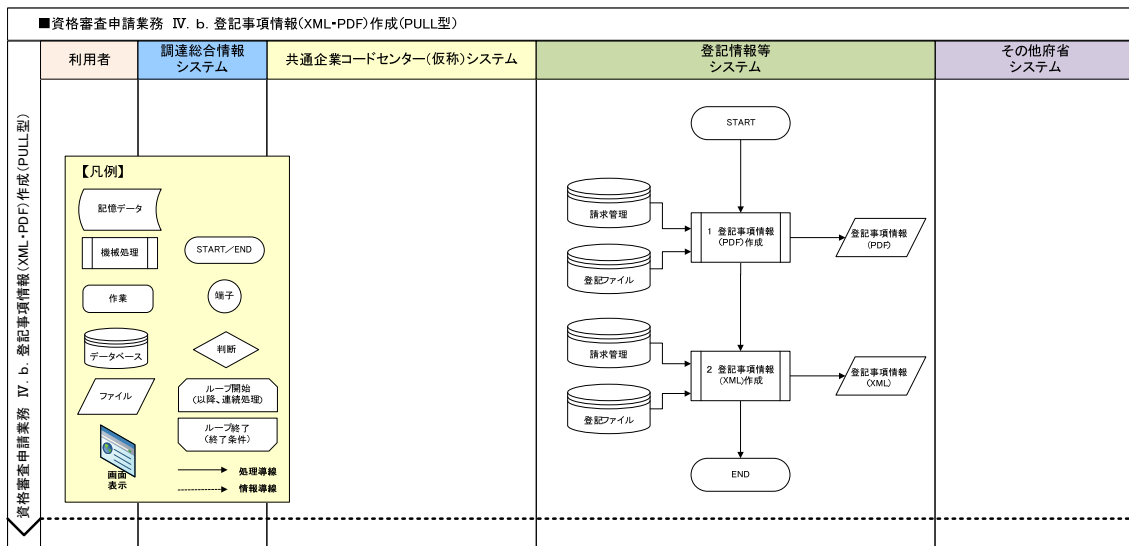 ■資格審査申請業務 Ⅳ. b. 登記事項情報(XML・PDF)作成(PULL型)
利用者
調達総合情報
システム
共通企業コードセンター(仮称)システム
登記情報等
システム
その他府省
システム
資格審査申請業務 Ⅳ. b. 登記事項情報(XML・PDF)作成(PULL型)
【凡例】
記憶データ
機械処理
START/END
作業
端子
データベース
判断
ファイル
ループ開始
(以降、連続処理)
ループ終了
(終了条件)
画面
表示
処理導線
情報導線
START
請求管理
登記ファイル
1 登記事項情報
(PDF)作成
登記事項情報
(PDF)
請求管理
登記ファイル
2 登記事項情報
(XML)作成
登記事項情報
(XML)
END